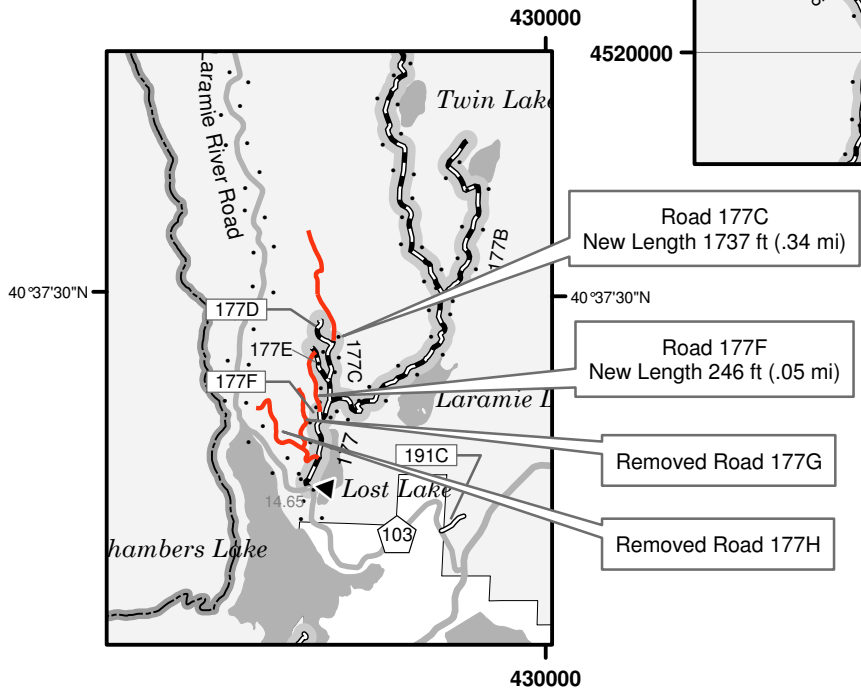 430000
4520000
aramie River Road
Twin Lake
177B
Road 177C
New Length 1737 ft (.34 mi)
40°37'30"N
40°37'30"N
177D
177E
177C
177F
Road 177F
New Length 246 ft (.05 mi)
Laramie L
177
191C
Removed Road 177G
Lost Lake
14.65
103
hambers Lake
Removed Road 177H
430000